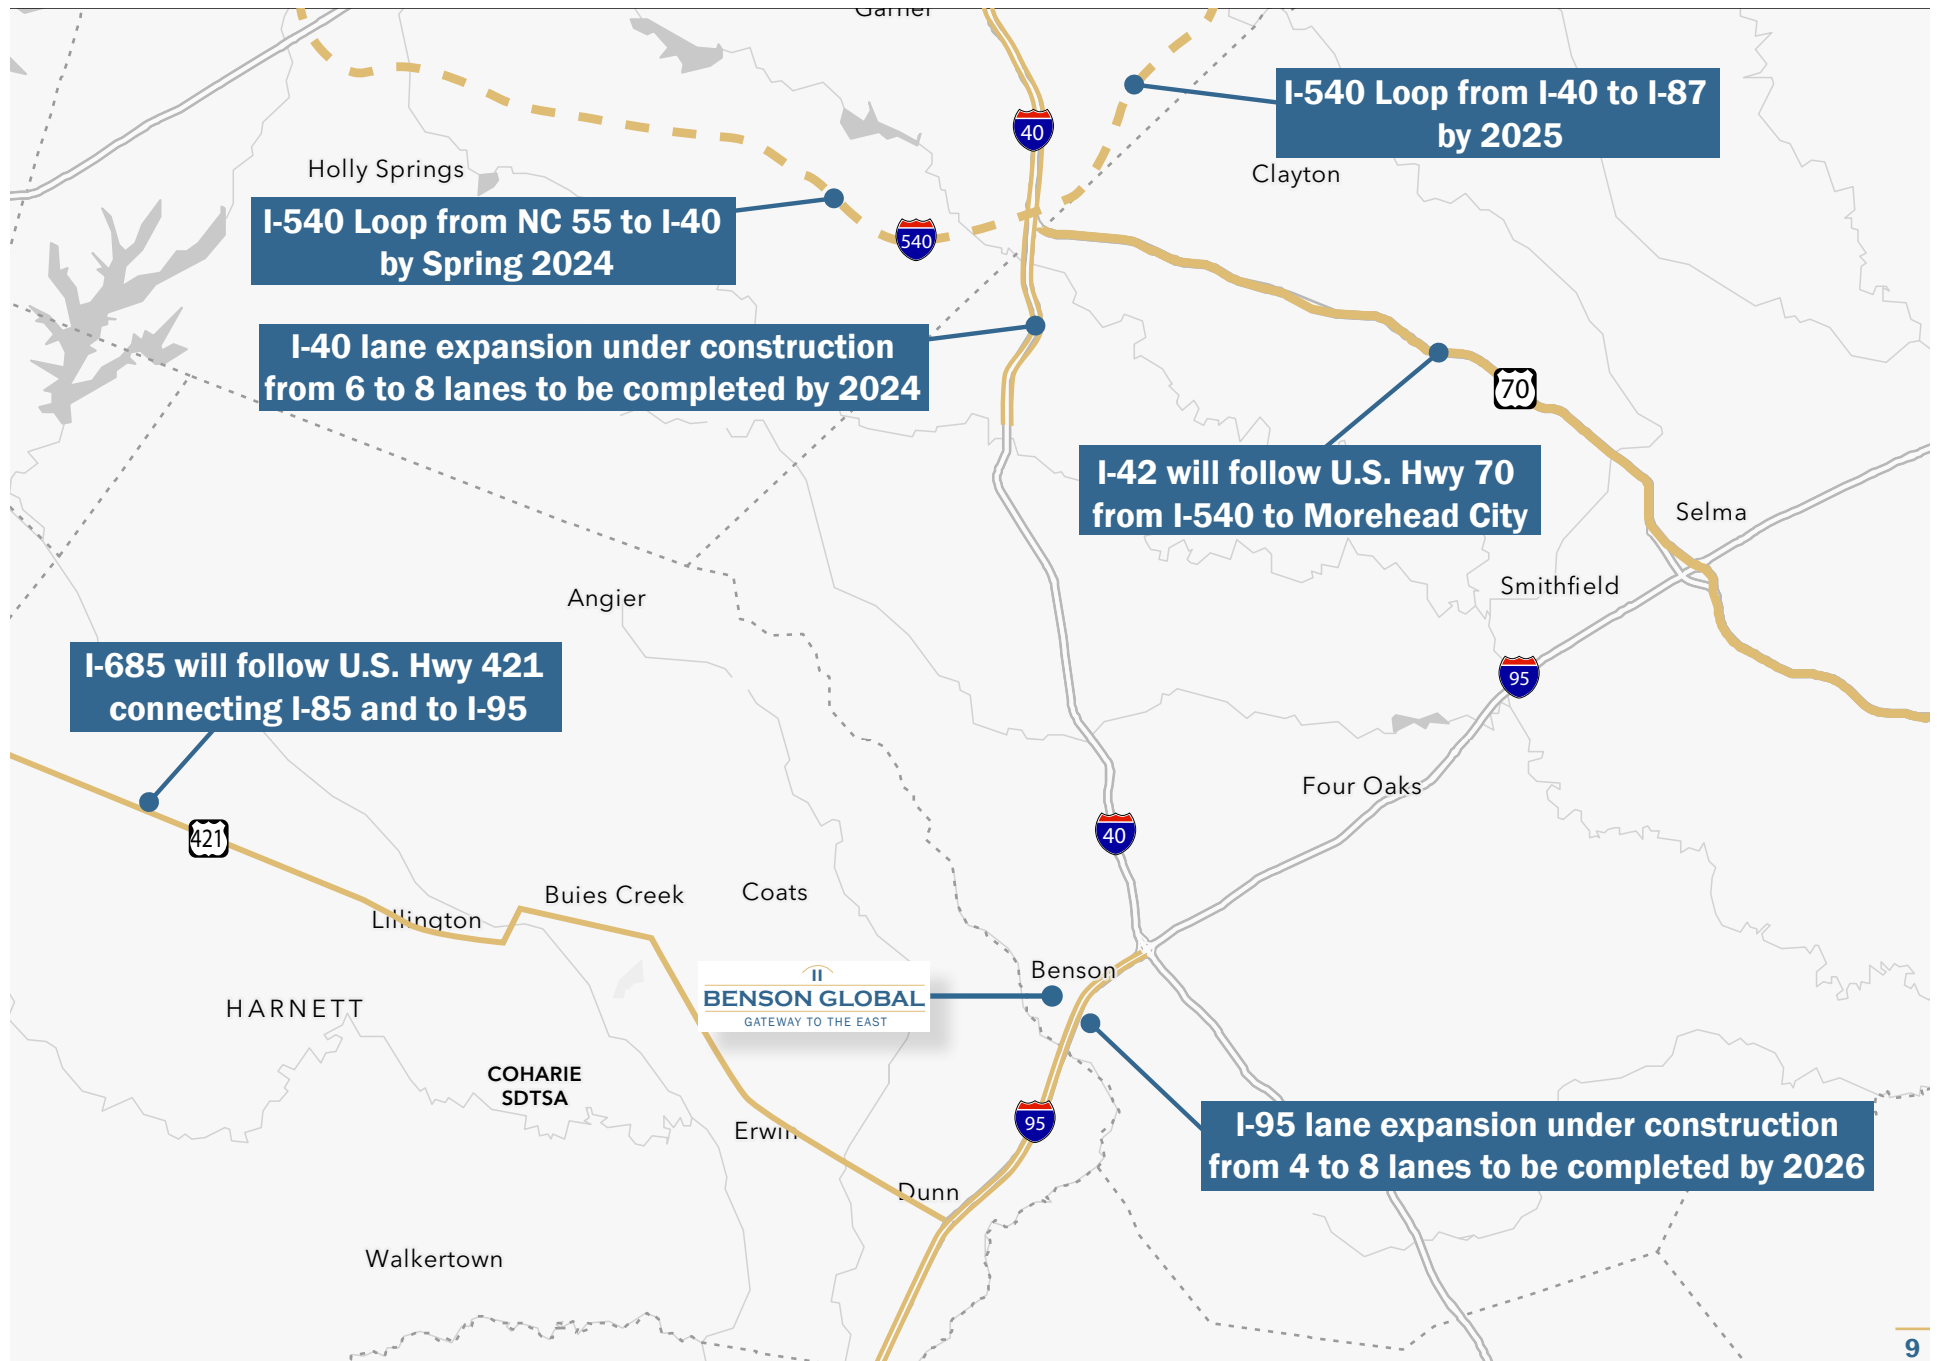 Garner
I-540 Loop from I-40 to I-87
by 2025
40
Holly Springs
Clayton
I-540 Loop from NC 55 to I-40
by Spring 2024
540
I-40 lane expansion under construction
from 6 to 8 lanes to be completed by 2024
70
I-42 will follow U.S. Hwy 70
from I-540 to Morehead City
Selma
Smithfield
Angier
I-685 will follow U.S. Hwy 421
connecting I-85 and to I-95
95
Four Oaks
421
40
Buies Creek
Coats
Lillington
Benson
BENSON GLOBAL
GATEWAY TO THE EAST
HARNETT
COHARIE
SDTSA
95
Erwin
I-95 lane expansion under construction
from 4 to 8 lanes to be completed by 2026
Dunn
Walkertown
9